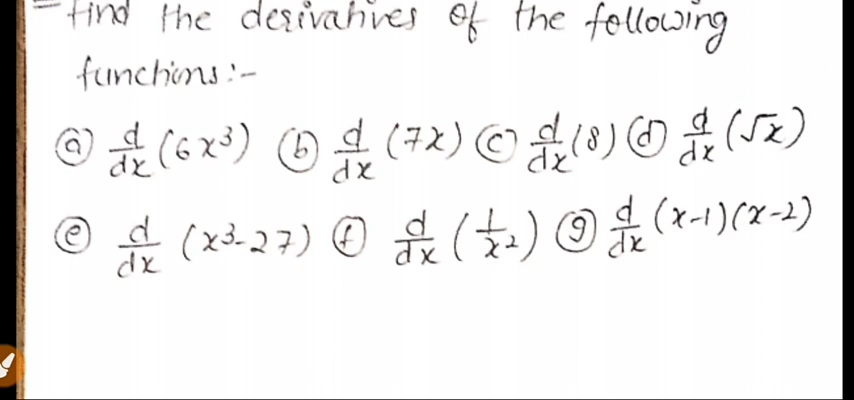 find the derivatives of the following
functions:-
ⓐ d/dx (6x³) ⓑ d/dx (7x) ⓒ d/dx (8) ⓓ d/dx (√x)
ⓔ d/dx (x³-27) ⓕ d/dx (1/x²) ⓖ d/dx (x-1)(x-2)